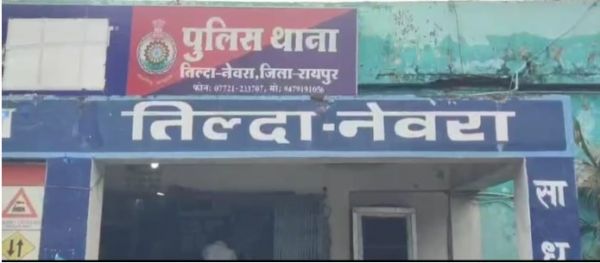 पुलिस थाना
तिल्दा-नेवरा, जिला-रायपुर
फोन: 07721-233707, मो: 9479191056
तिल्दा-नेवरा
सा